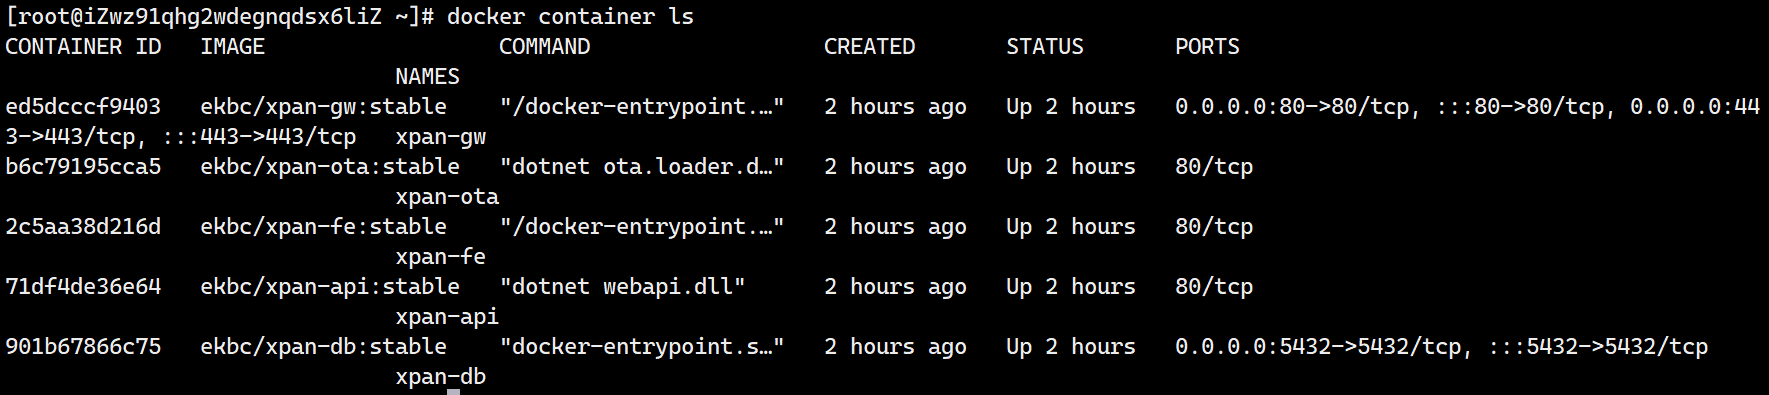 [root@iZwz91qhg2wdegnqdsx6liZ ~]# docker container ls
CONTAINER ID   IMAGE                  COMMAND                  CREATED       STATUS       PORTS
                              NAMES
ed5dcccf9403   ekbc/xpan-gw:stable    "/docker-entrypoint.…"   2 hours ago   Up 2 hours   0.0.0.0:80->80/tcp, :::80->80/tcp, 0.0.0.0:44
3->443/tcp, :::443->443/tcp   xpan-gw
b6c79195cca5   ekbc/xpan-ota:stable   "dotnet ota.loader.d…"   2 hours ago   Up 2 hours   80/tcp
                              xpan-ota
2c5aa38d216d   ekbc/xpan-fe:stable    "/docker-entrypoint.…"   2 hours ago   Up 2 hours   80/tcp
                              xpan-fe
71df4de36e64   ekbc/xpan-api:stable   "dotnet webapi.dll"      2 hours ago   Up 2 hours   80/tcp
                              xpan-api
901b67866c75   ekbc/xpan-db:stable    "docker-entrypoint.s…"   2 hours ago   Up 2 hours   0.0.0.0:5432->5432/tcp, :::5432->5432/tcp
                              xpan-db